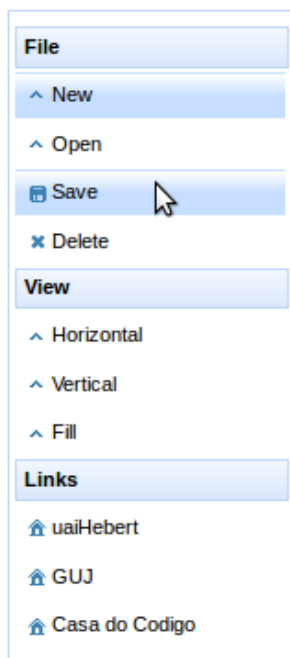 File
New
Open
Save
Delete
View
Horizontal
Vertical
Fill
Links
uaiHebert
GUJ
Casa do Codigo